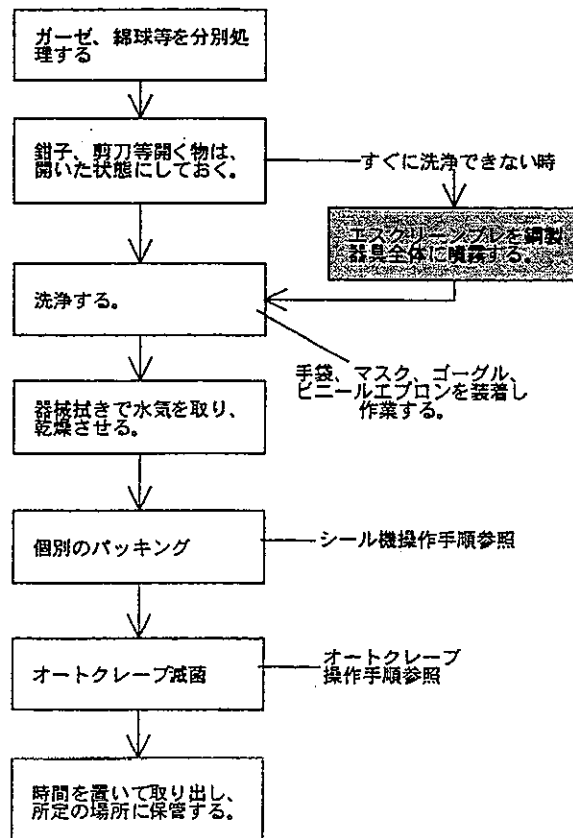 ガーゼ、綿球等を分別処
理する
鉗子、剪刀等開く物は、
開いた状態にしておく。
すぐに洗浄できない時
エスクリーンプレを鋼製
器具全体に噴霧する。
洗浄する。
手袋、マスク、ゴーグル、
ビニールエプロンを装着し
作業する。
器械拭きで水気を取り、
乾燥させる。
個別のパッキング
シール機操作手順参照
オートクレーブ滅菌
オートクレーブ
操作手順参照
時間を置いて取り出し、
所定の場所に保管する。